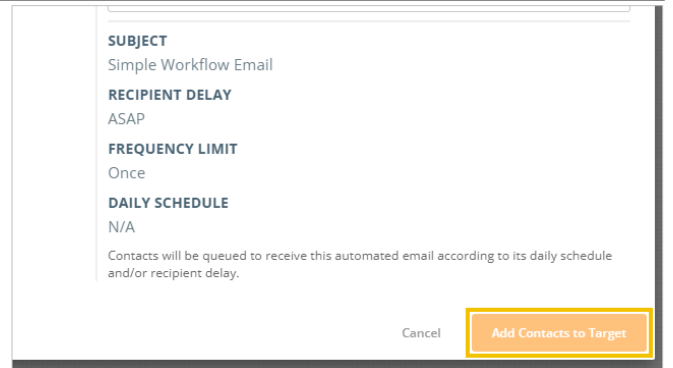 SUBJECT
Simple Workflow Email
RECIPIENT DELAY
ASAP
FREQUENCY LIMIT
Once
DAILY SCHEDULE
N/A
Contacts will be queued to receive this automated email according to its daily schedule
and/or recipient delay.
Cancel Add Contacts to Target